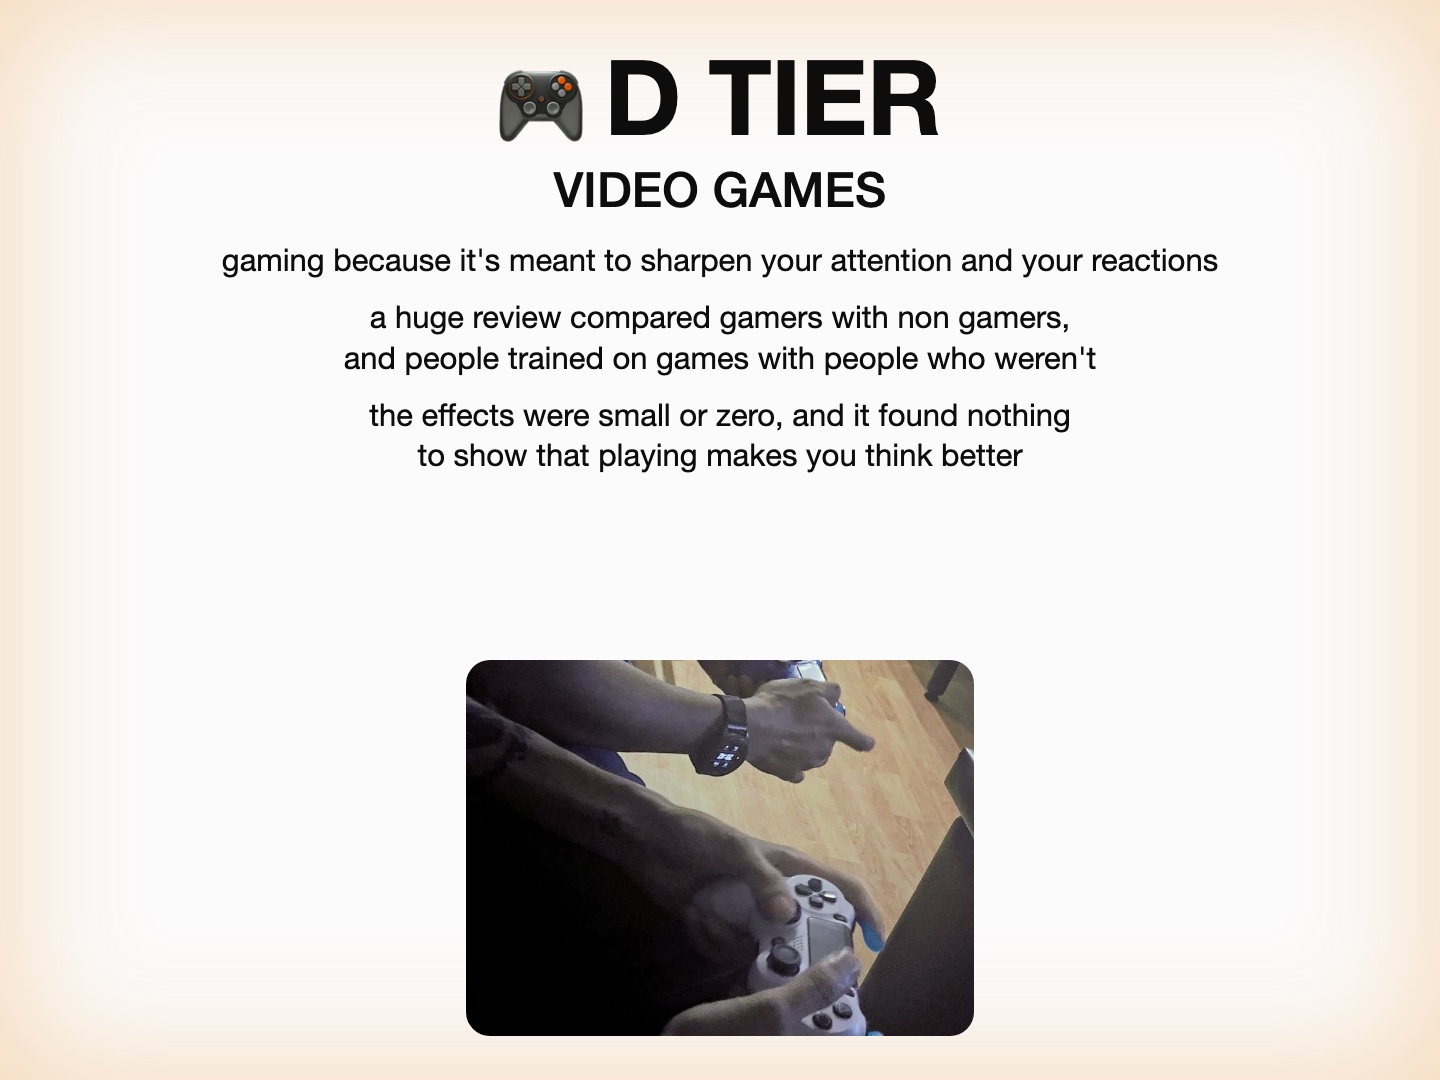 D TIER
VIDEO GAMES
gaming because it's meant to sharpen your attention and your reactions
a huge review compared gamers with non gamers,
and people trained on games with people who weren't
the effects were small or zero, and it found nothing
to show that playing makes you think better